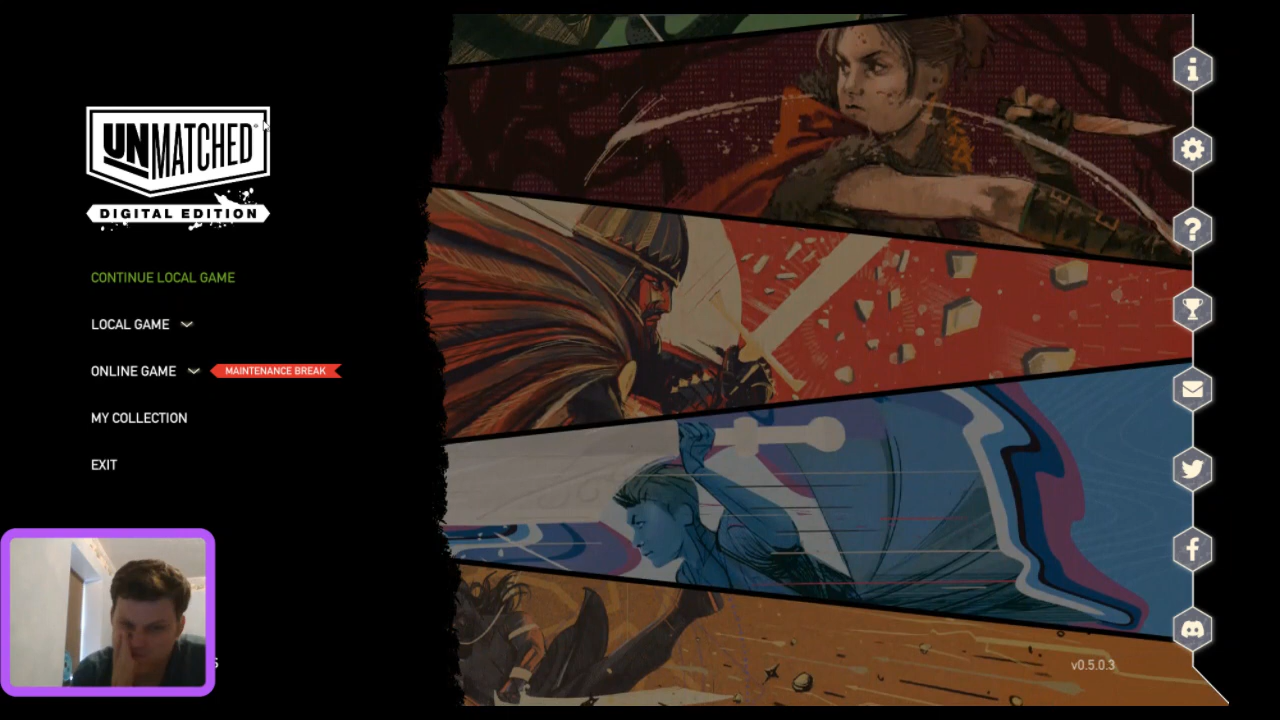 UNMATCHED
DIGITAL EDITION
CONTINUE LOCAL GAME
LOCAL GAME
ONLINE GAME
MAINTENANCE BREAK
MY COLLECTION
EXIT
v0.5.0.3